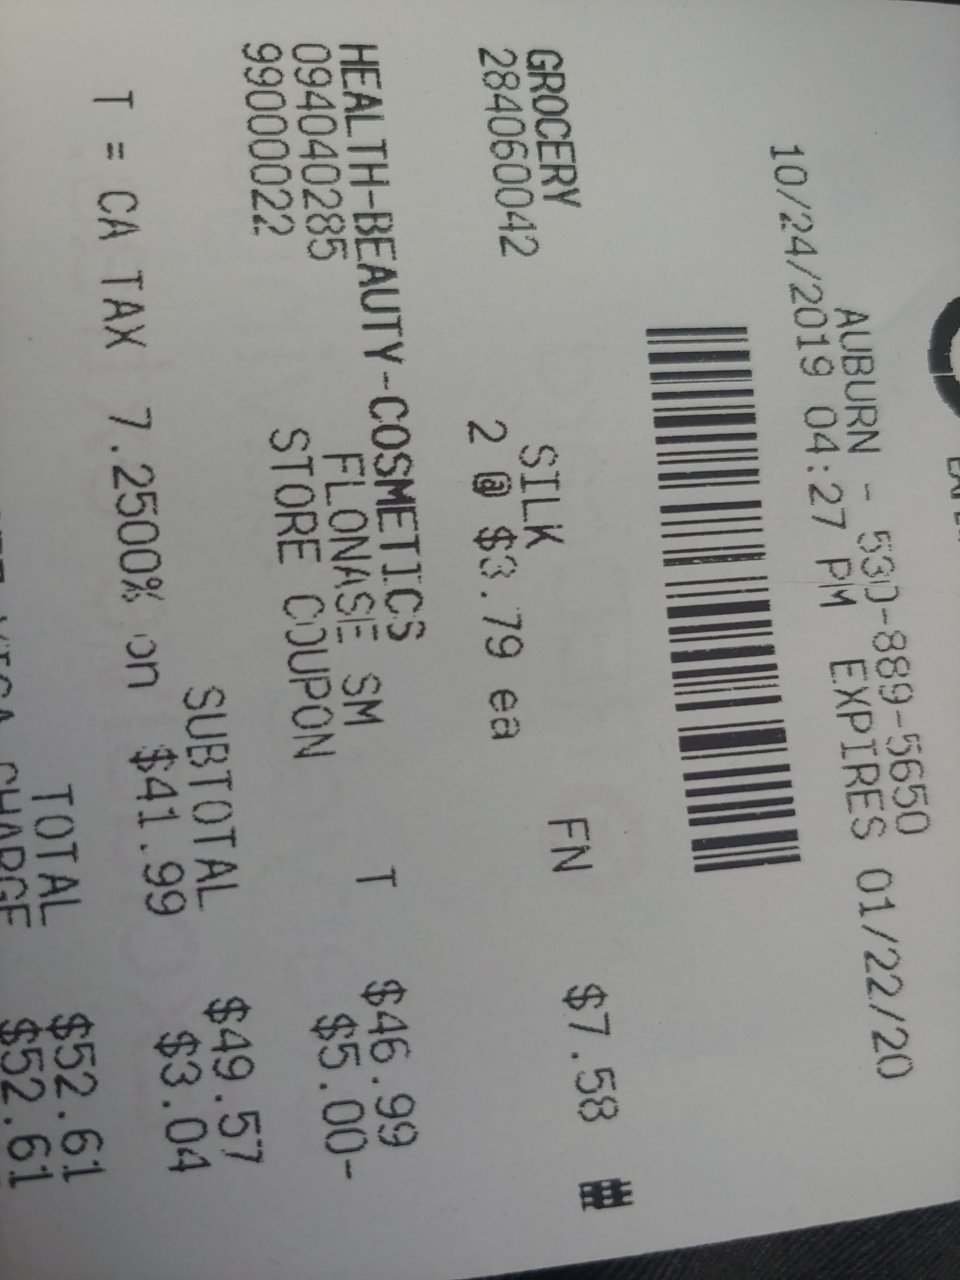 AUBURN - 530-889-5650
10/24/2019 04:27 PM EXPIRES 01/22/20
GROCERY
284060042 SILK FN $7.58
2 @ $3.79 ea
HEALTH-BEAUTY-COSMETICS
094040285 FLONASE SM T $46.99
99000022 STORE COUPON $5.00-
SUBTOTAL $49.57
T = CA TAX 7.2500% on $41.99 $3.04
TOTAL $52.61
CHARGE $52.61